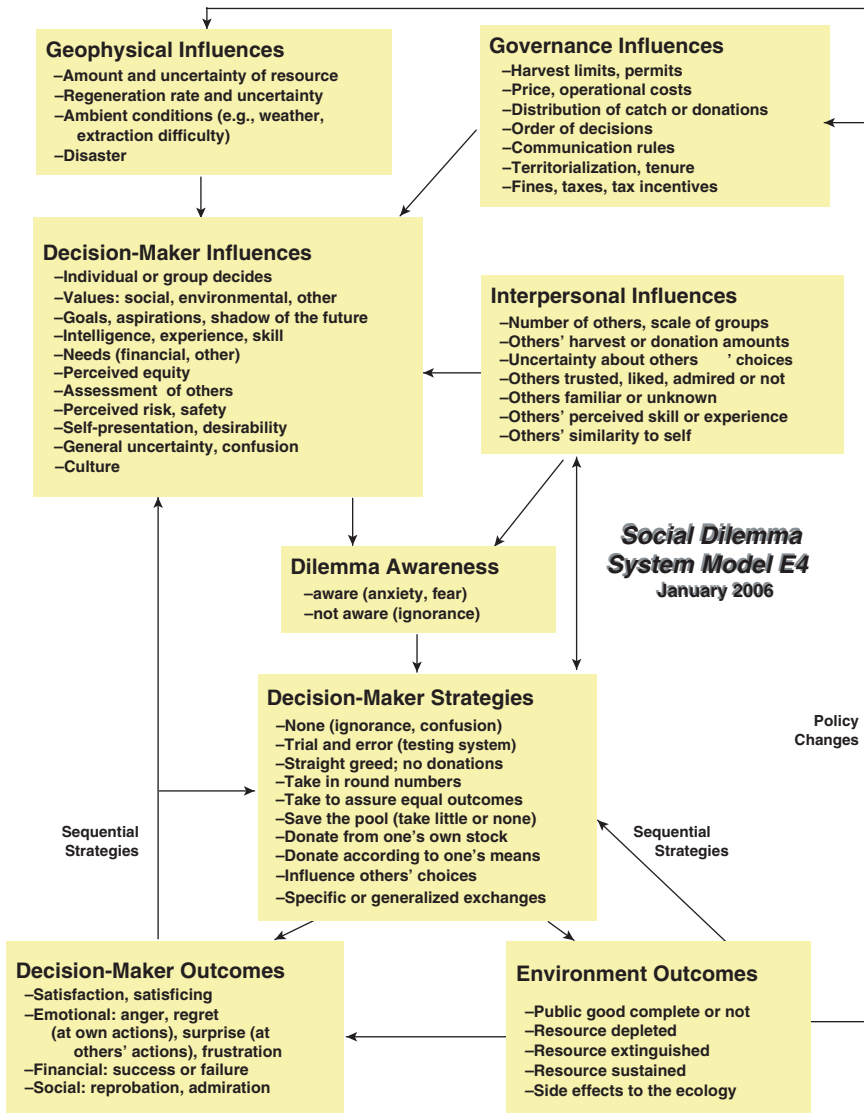 Geophysical Influences
–Amount and uncertainty of resource
–Regeneration rate and uncertainty
–Ambient conditions (e.g., weather,
extraction difficulty)
–Disaster
Governance Influences
–Harvest limits, permits
–Price, operational costs
–Distribution of catch or donations
–Order of decisions
–Communication rules
–Territorialization, tenure
–Fines, taxes, tax incentives
Decision-Maker Influences
–Individual or group decides
–Values: social, environmental, other
–Goals, aspirations, shadow of the future
–Intelligence, experience, skill
–Needs (financial, other)
–Perceived equity
–Assessment of others
–Perceived risk, safety
–Self-presentation, desirability
–General uncertainty, confusion
–Culture
Interpersonal Influences
–Number of others, scale of groups
–Others' harvest or donation amounts
–Uncertainty about others ' choices
–Others trusted, liked, admired or not
–Others familiar or unknown
–Others' perceived skill or experience
–Others' similarity to self
Social Dilemma
System Model E4
January 2006
Dilemma Awareness
–aware (anxiety, fear)
–not aware (ignorance)
Decision-Maker Strategies
–None (ignorance, confusion)
–Trial and error (testing system)
–Straight greed; no donations
–Take in round numbers
–Take to assure equal outcomes
–Save the pool (take little or none)
–Donate from one's own stock
–Donate according to one's means
–Influence others' choices
–Specific or generalized exchanges
Policy
Changes
Sequential
Strategies
Sequential
Strategies
Decision-Maker Outcomes
–Satisfaction, satisficing
–Emotional: anger, regret
(at own actions), surprise (at
others' actions), frustration
–Financial: success or failure
–Social: reprobation, admiration
Environment Outcomes
–Public good complete or not
–Resource depleted
–Resource extinguished
–Resource sustained
–Side effects to the ecology